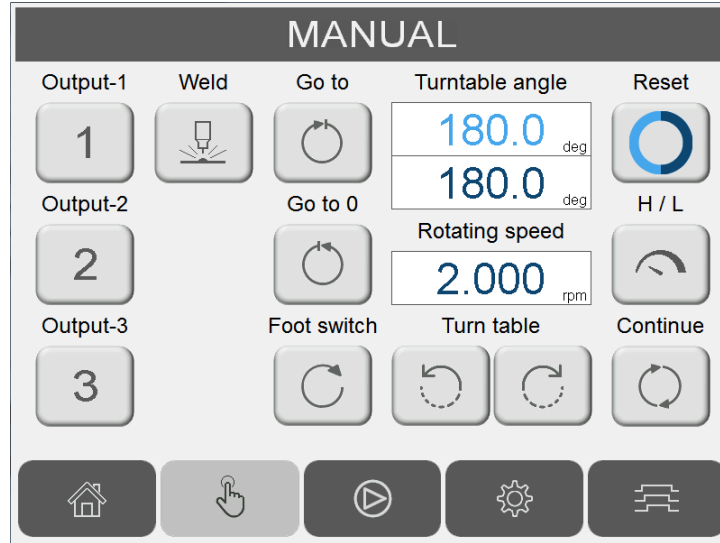 MANUAL
Output-1 Weld Go to Turntable angle Reset
1 180.0 deg
180.0 deg
Output-2 Go to 0 H / L
Rotating speed
2 2.000 rpm
Output-3 Foot switch Turn table Continue
3